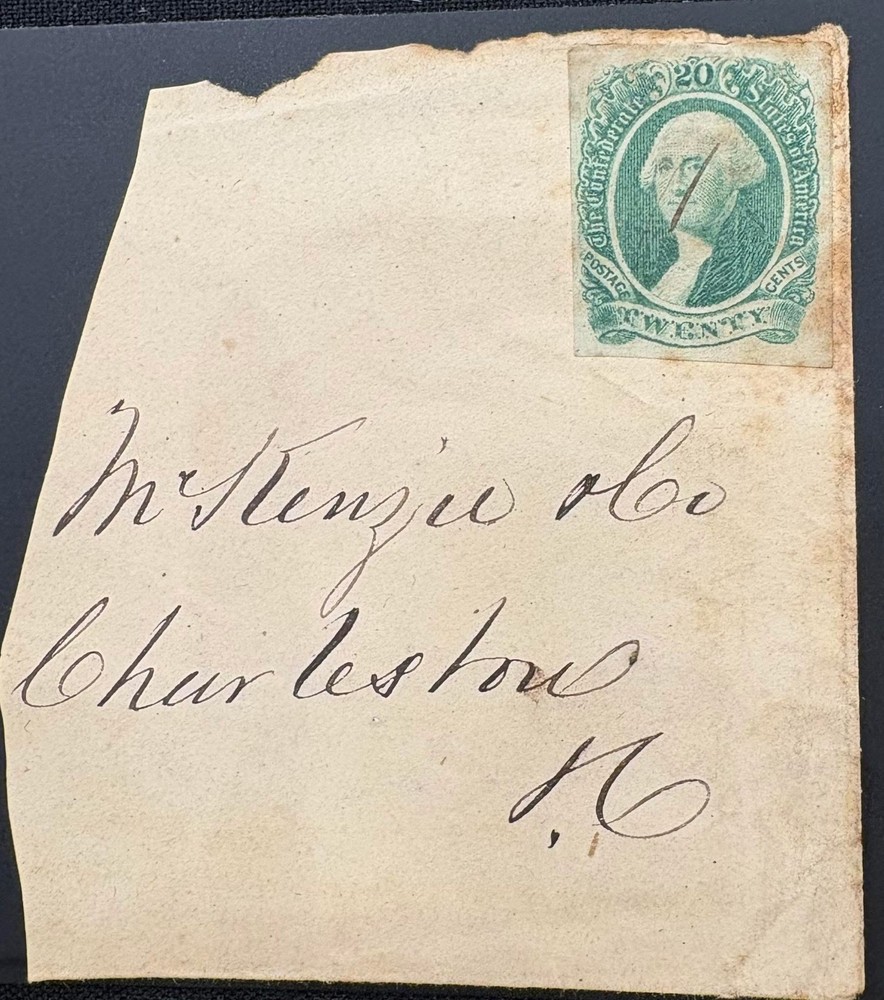 20
The Confederate States of America
POSTAGE CENTS
TWENTY
McKenzie & Co
Charleston
S.C